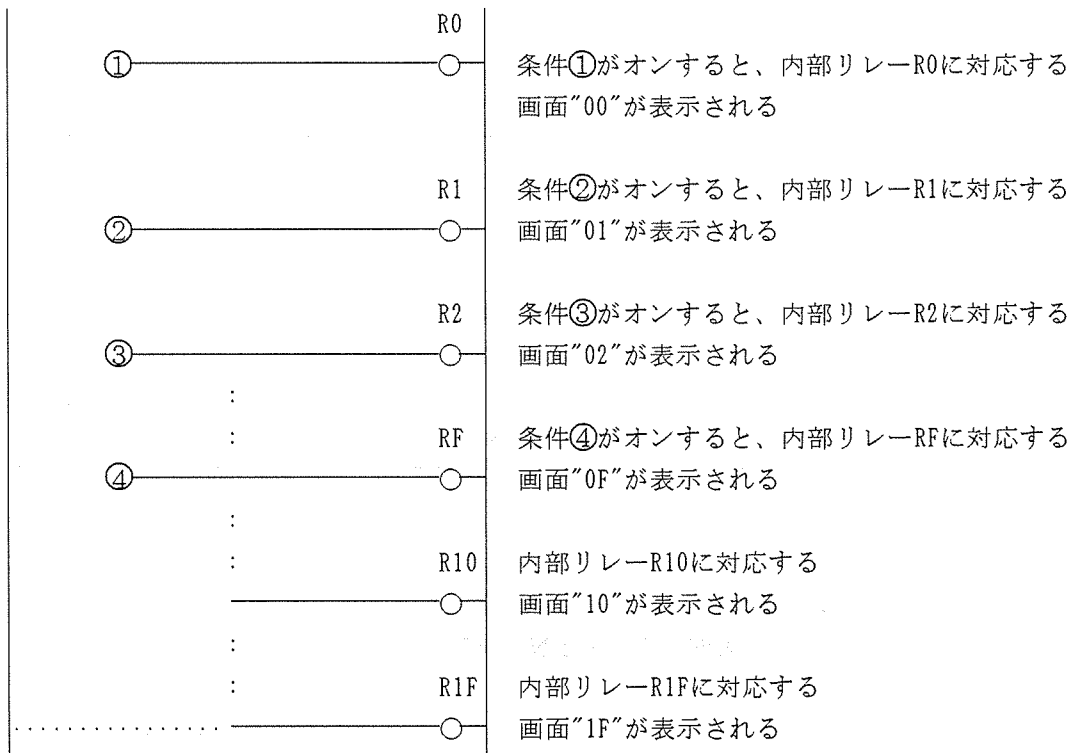 R0
① 条件①がオンすると、内部リレーR0に対応する
画面"00"が表示される
R1 条件②がオンすると、内部リレーR1に対応する
② 画面"01"が表示される
R2 条件③がオンすると、内部リレーR2に対応する
③ 画面"02"が表示される
:
: RF 条件④がオンすると、内部リレーRFに対応する
④ 画面"0F"が表示される
:
: R10 内部リレーR10に対応する
画面"10"が表示される
:
: R1F 内部リレーR1Fに対応する
画面"1F"が表示される